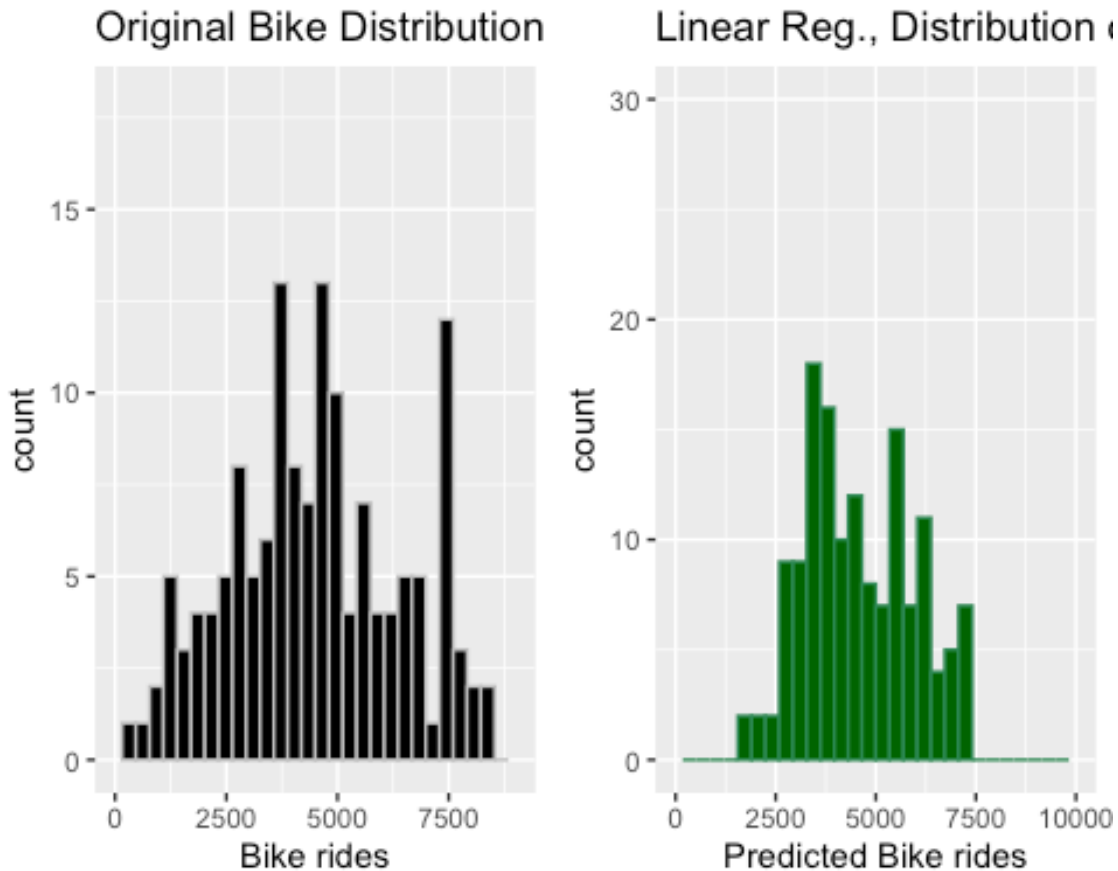 Original Bike Distribution
Linear Reg., Distribution
count
15
10
5
0
0 2500 5000 7500
Bike rides
count
30
20
10
0
0 2500 5000 7500 10000
Predicted Bike rides